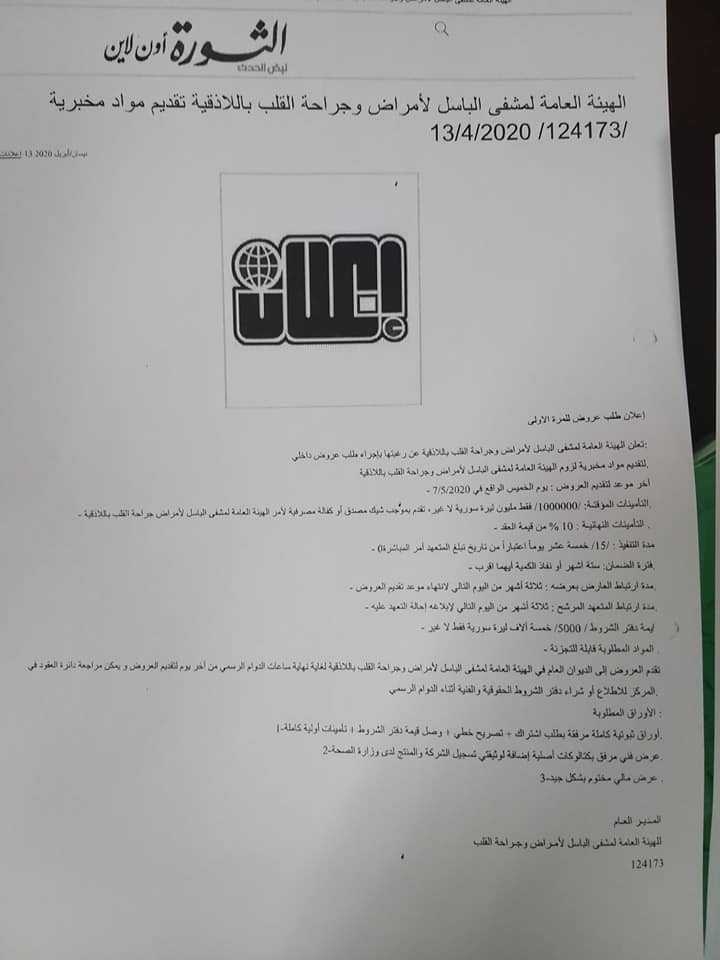 الثورة أون لاين
نبض الحدث
الهيئة العامة لمشفى الباسل لأمراض وجراحة القلب باللاذقية تقديم مواد مخبرية
/124173/ 13/4/2020
نيسان/أبريل 2020 13 إعلانات
إعلان
إعلان طلب عروض للمرة الاولى
:تعلن الهيئة العامة لمشفى الباسل لأمراض وجراحة القلب باللاذقية عن رغبتها بإجراء طلب عروض داخلي
.لتقديم مواد مخبرية لزوم الهيئة العامة لمشفى الباسل لأمراض وجراحة القلب باللاذقية
آخر موعد لتقديم العروض : يوم الخميس الواقع في 7/5/2020 -
.التأمينات المؤقتة: /1000000/ فقط مليون ليرة سورية لا غير، تقدم بموجب شيك مصدق أو كفالة مصرفية لأمر الهيئة العامة لمشفى الباسل لأمراض جراحة القلب باللاذقية -
. التأمينات النهائية : 10 % من قيمة العقد -
مدة التنفيذ : /15/ خمسة عشر يوماً اعتباراً من تاريخ تبلغ المتعهد أمر المباشرة0 -
.فترة الضمان: ستة أشهر أو نفاذ الكمية أيهما اقرب -
.مدة ارتباط العارض بعرضه : ثلاثة أشهر من اليوم التالي لانتهاء موعد تقديم العروض -
.مدة ارتباط المتعهد المرشح : ثلاثة أشهر من اليوم التالي لإبلاغه إحالة التعهد عليه -
ايمة دفتر الشروط / 5000/ خمسة ألاف ليرة سورية فقط لا غير -
. المواد المطلوبة قابلة للتجزئة -
تقدم العروض إلى الديوان العام في الهيئة العامة لمشفى الباسل لأمراض وجراحة القلب باللاذقية لغاية نهاية ساعات الدوام الرسمي من آخر يوم لتقديم العروض و يمكن مراجعة دائرة العقود في
.المركز للاطلاع أو شراء دفتر الشروط الحقوقية والفنية أثناء الدوام الرسمي
: الأوراق المطلوبة
.أوراق ثبوتية كاملة مرفقة بطلب اشتراك + تصريح خطي + وصل قيمة دفتر الشروط + تأمينات أولية كاملة-1
.عرض فني مرفق بكتالوكات أصلية إضافة لوثيقتي تسجيل الشركة والمنتج لدى وزارة الصحة-2
. عرض مالي مختوم بشكل جيد-3
المدير العام
للهيئة العامة لمشفى الباسل لأمراض وجراحة القلب
124173